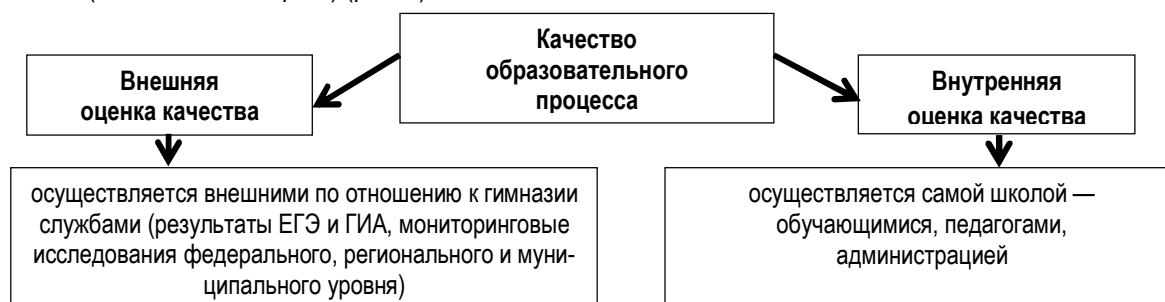 Качество
образовательного
процесса
Внешняя
оценка качества
Внутренняя
оценка качества
осуществляется внешними по отношению к гимназии
службами (результаты ЕГЭ и ГИА, мониторинговые
исследования федерального, регионального и муни-
ципального уровня)
осуществляется самой школой —
обучающимися, педагогами,
администрацией